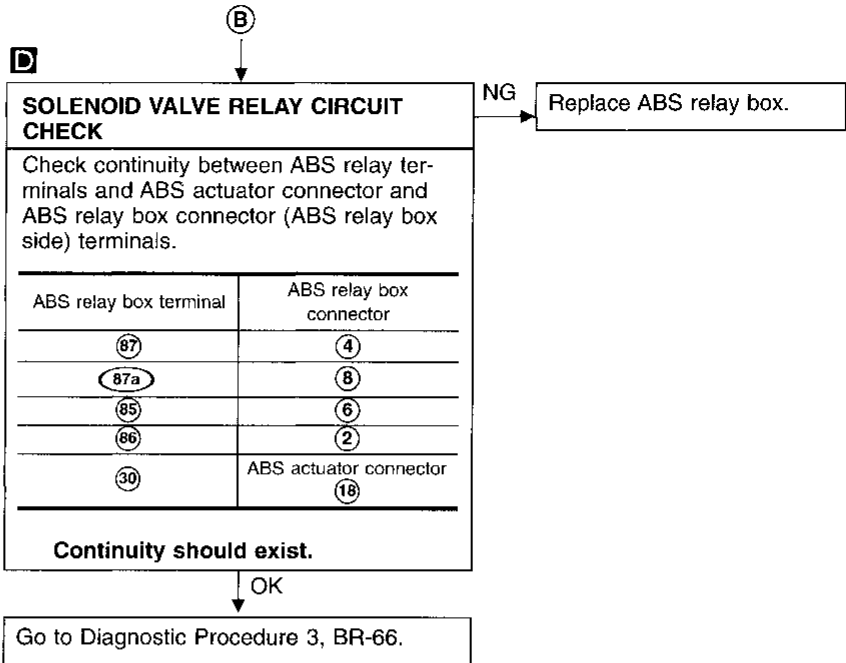 B
D
SOLENOID VALVE RELAY CIRCUIT
CHECK
NG
Replace ABS relay box.
Check continuity between ABS relay ter-
minals and ABS actuator connector and
ABS relay box connector (ABS relay box
side) terminals.
ABS relay box terminal
ABS relay box
connector
87 4
87a 8
85 6
86 2
30
ABS actuator connector
18
Continuity should exist.
OK
Go to Diagnostic Procedure 3, BR-66.